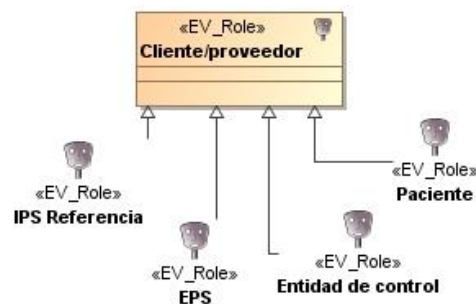 «EV_Role»
Cliente/proveedor
«EV_Role»
IPS Referencia
«EV_Role»
EPS
«EV_Role»
Entidad de control
«EV_Role»
Paciente